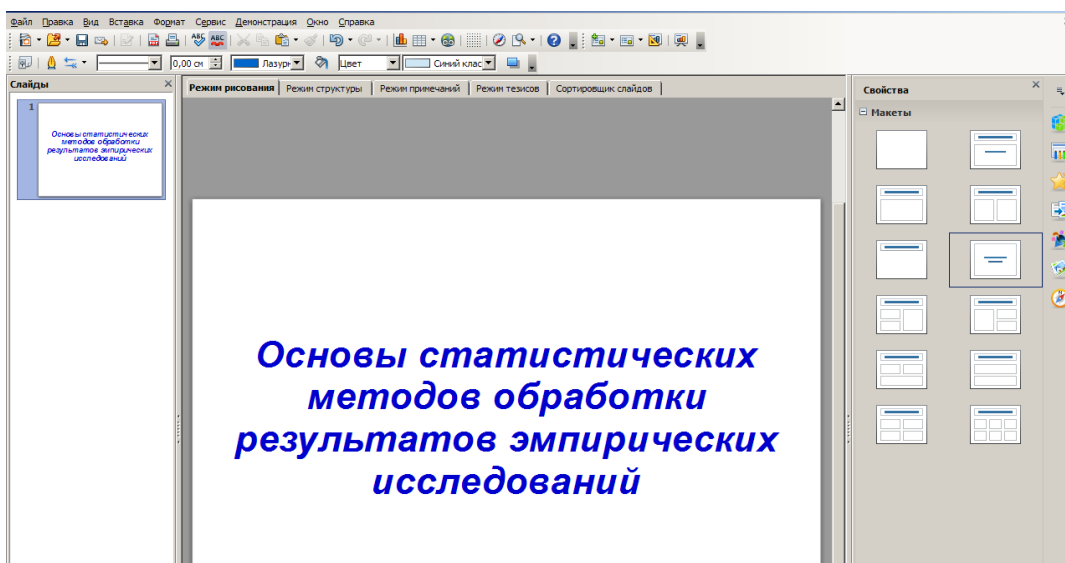 Файл Правка Вид Вставка Формат Сервис Демонстрация Окно Справка
0,00 см Лазурн Цвет Синий клас
Слайды
Режим рисования Режим структуры Режим примечаний Режим тезисов Сортировщик слайдов
Свойства
Макеты
1
Основы статистических
методов обработки
результатов эмпирических
исследований
Основы статистических
методов обработки
результатов эмпирических
исследований